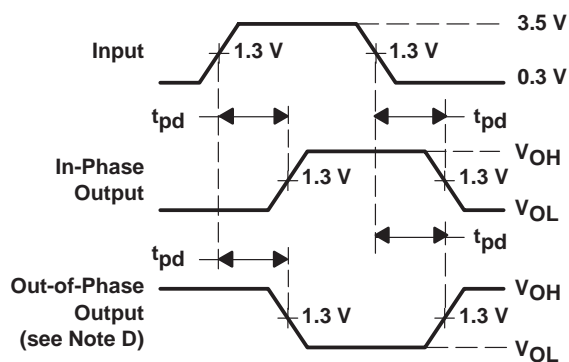 3.5 V
Input
1.3 V
1.3 V
0.3 V
tpd
tpd
VOH
In-Phase
Output
1.3 V
1.3 V
VOL
tpd
tpd
Out-of-Phase
Output
(see Note D)
VOH
1.3 V
1.3 V
VOL